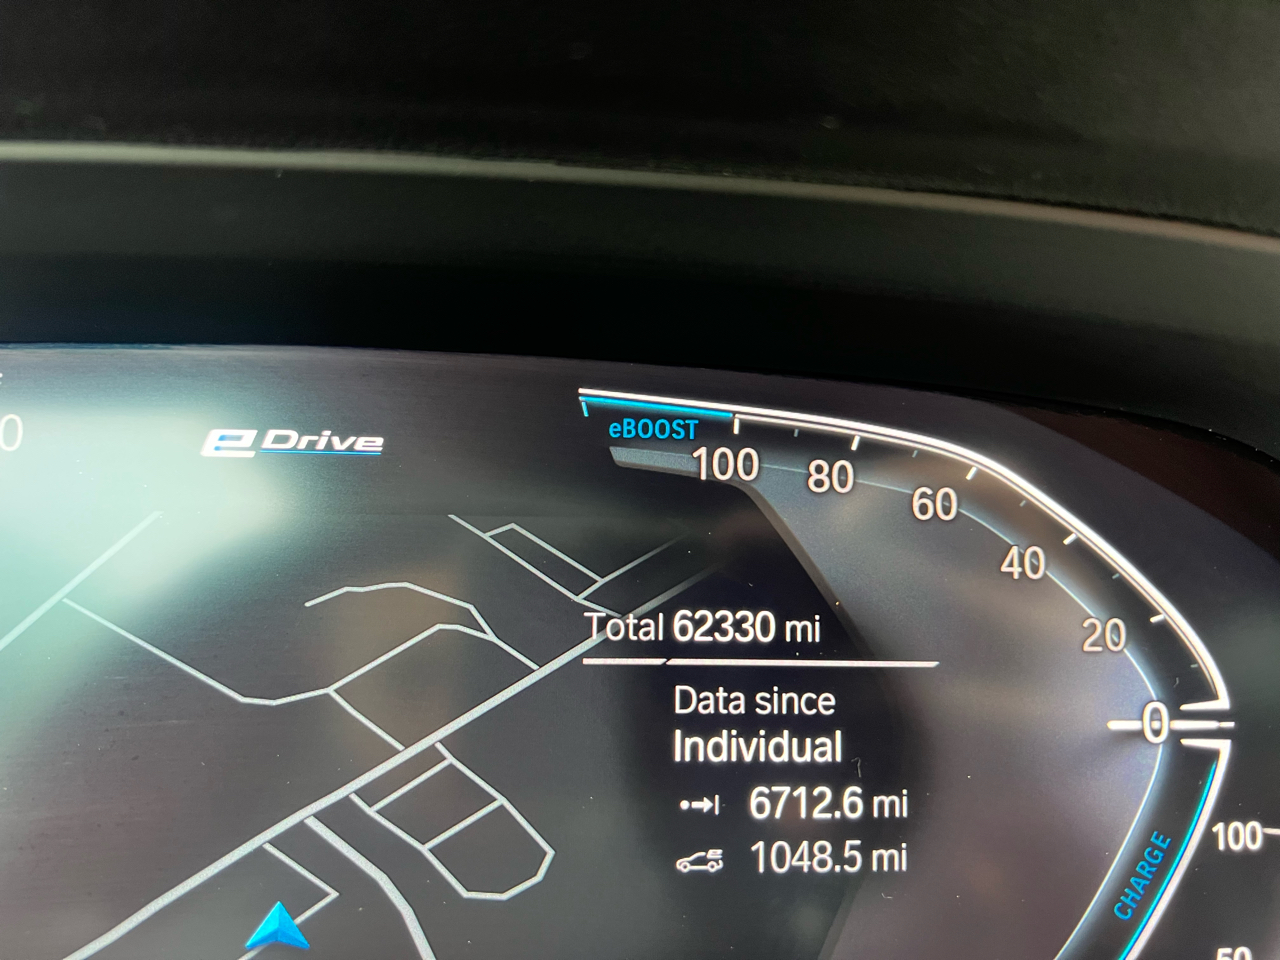 eDrive
eBOOST
100
80
60
40
20
0
Total 62330 mi
Data since
Individual
6712.6 mi
1048.5 mi
CHARGE
100
50